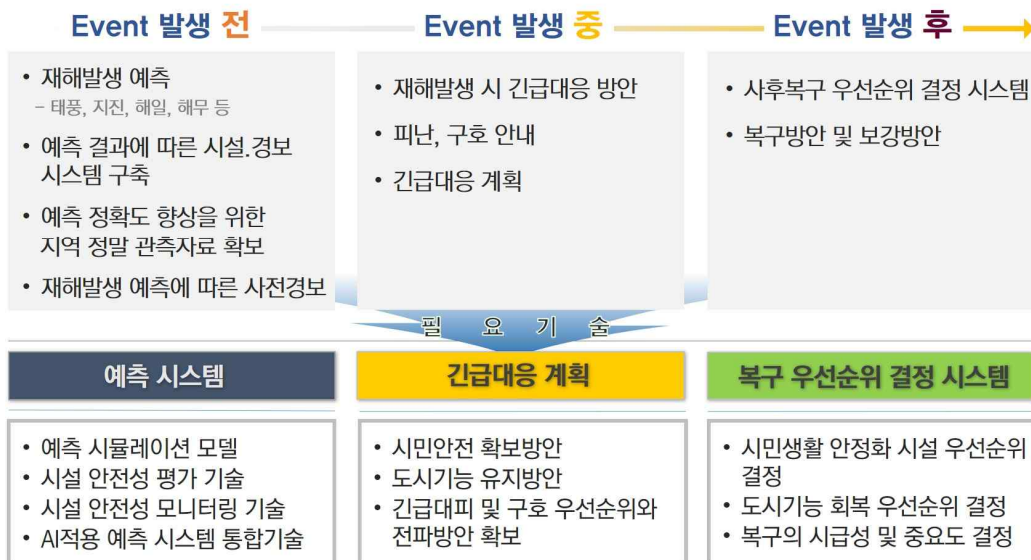 Event 발생 전
• 재해발생 예측
– 태풍, 지진, 해일, 해무 등
• 예측 결과에 따른 시설.경보
시스템 구축
• 예측 정확도 향상을 위한
지역 정말 관측자료 확보
• 재해발생 예측에 따른 사전경보
Event 발생 중
• 재해발생 시 긴급대응 방안
• 피난, 구호 안내
• 긴급대응 계획
Event 발생 후
• 사후복구 우선순위 결정 시스템
• 복구방안 및 보강방안
필 요 기 술
예측 시스템
• 예측 시뮬레이션 모델
• 시설 안전성 평가 기술
• 시설 안전성 모니터링 기술
• AI적용 예측 시스템 통합기술
긴급대응 계획
• 시민안전 확보방안
• 도시기능 유지방안
• 긴급대피 및 구호 우선순위와
전파방안 확보
복구 우선순위 결정 시스템
• 시민생활 안정화 시설 우선순위
결정
• 도시기능 회복 우선순위 결정
• 복구의 시급성 및 중요도 결정